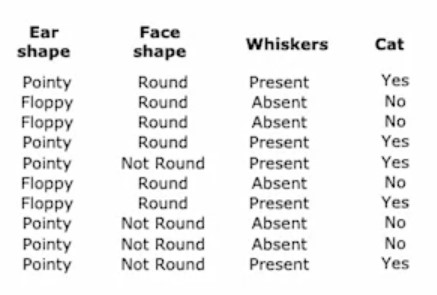 Ear shape Face shape Whiskers Cat
Pointy Round Present Yes
Floppy Round Absent No
Floppy Round Absent No
Pointy Round Present Yes
Pointy Not Round Present Yes
Floppy Round Absent No
Floppy Round Present Yes
Pointy Not Round Absent No
Pointy Not Round Absent No
Pointy Not Round Present Yes